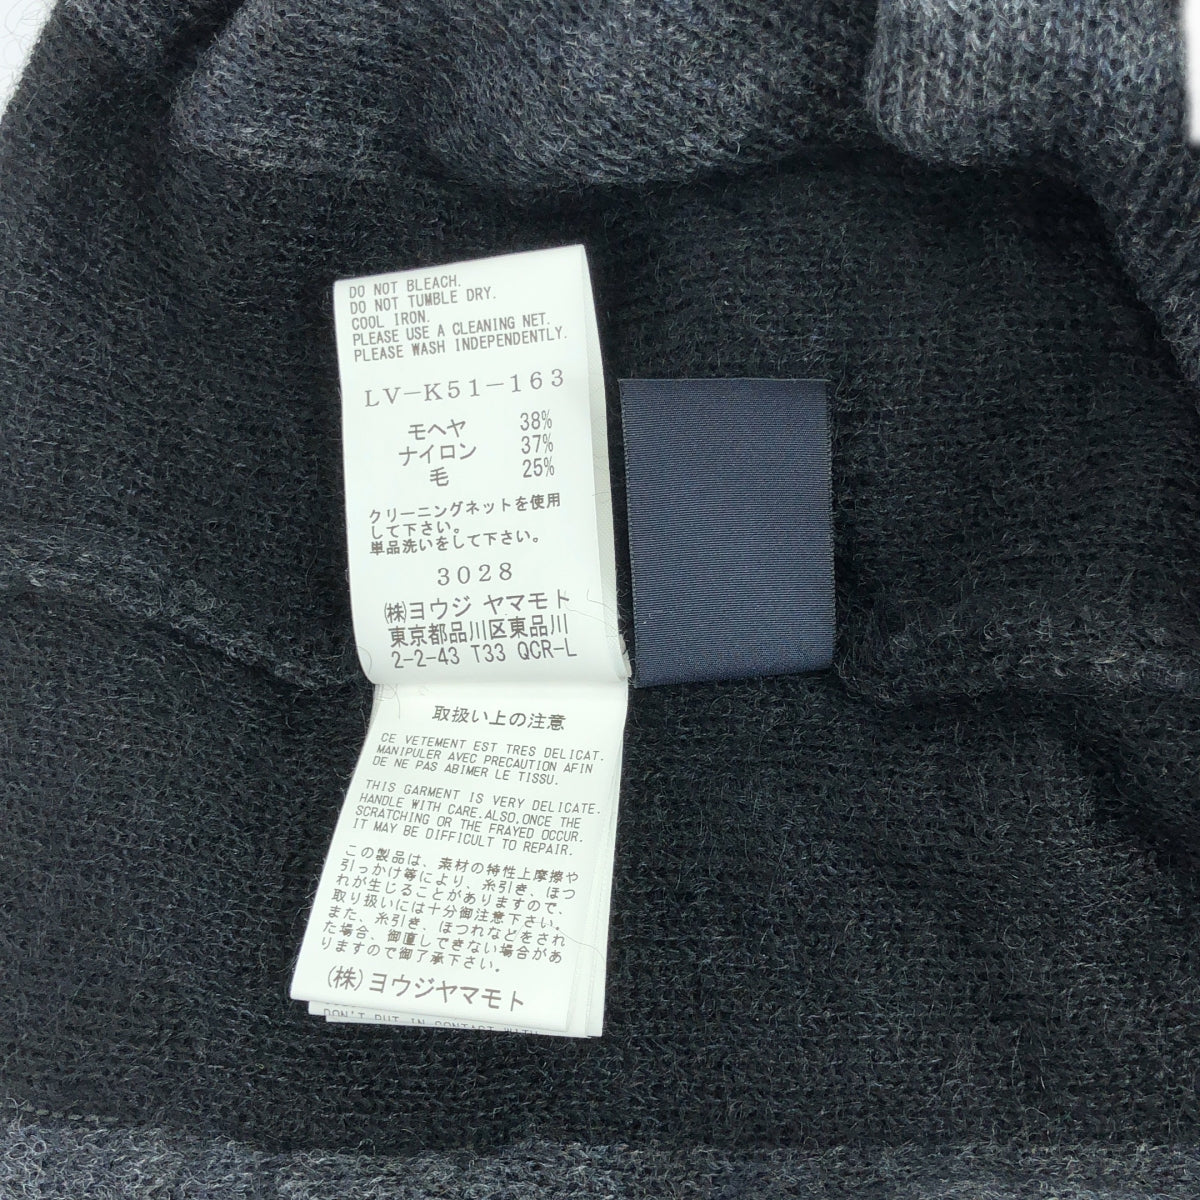 DO NOT BLEACH.
DO NOT TUMBLE DRY.
COOL IRON.
PLEASE USE A CLEANING NET.
PLEASE WASH INDEPENDENTLY.
LV-K51-163
モヘヤ 38%
ナイロン 37%
毛 25%
クリーニングネットを使用
して下さい。
単品洗いをして下さい。
3028
(株)ヨウジ ヤマモト
東京都品川区東品川
2-2-43 T33 QCR-L
取扱い上の注意
CE VETEMENT EST TRES DELICAT.
MANIPULER AVEC PRECAUTION AFIN
DE NE PAS ABIMER LE TISSU.
THIS GARMENT IS VERY DELICATE.
HANDLE WITH CARE.ALSO,ONCE THE
SCRATCHING OR THE FRAYED OCCUR.
IT MAY BE DIFFICULT TO REPAIR.
この製品は、素材の特性上摩擦や
引っかけ等により、糸引き、ほつ
れが生じることがありますので、
取り扱いには十分御注意下さい。
また、糸引き、ほつれなどをされ
た場合、御直しできない場合があ
りますので御了承下さい。
(株)ヨウジヤマモト
DON'T PUT IN CONTACT WITH